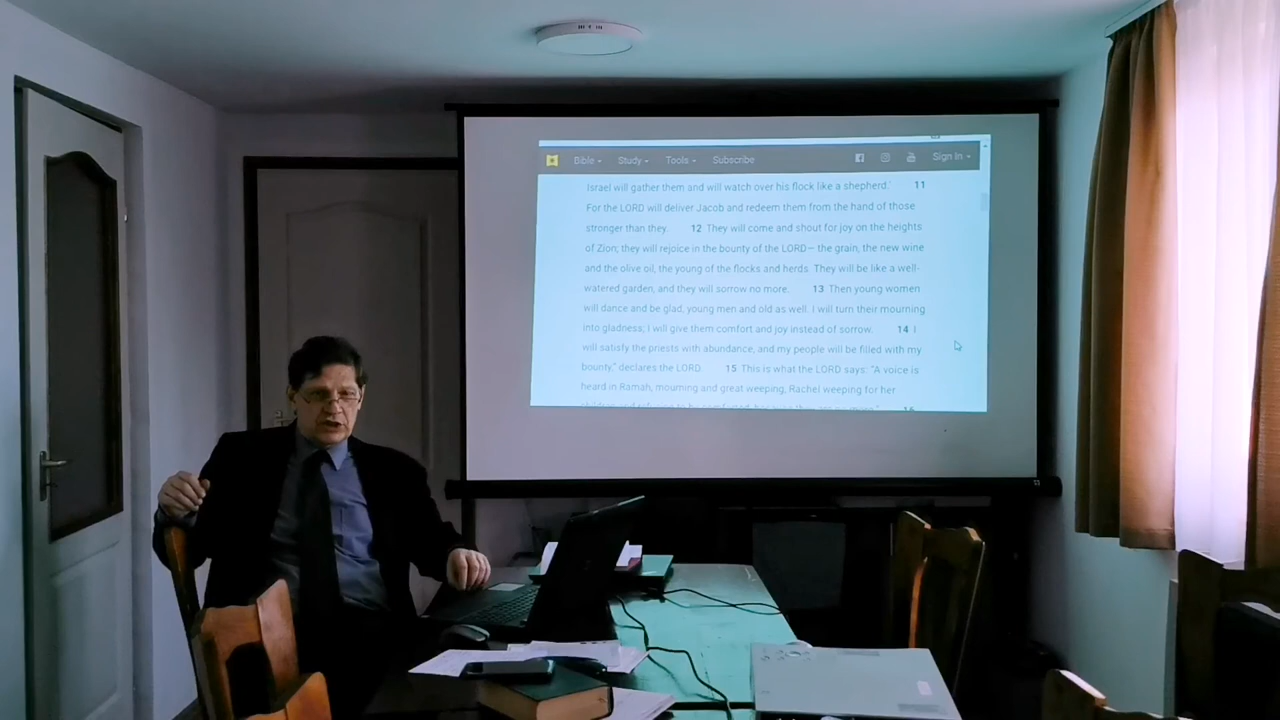 Bible Study Tools Subscribe Sign In
Israel will gather them and will watch over his flock like a shepherd.' 11
For the LORD will deliver Jacob and redeem them from the hand of those
stronger than they. 12 They will come and shout for joy on the heights
of Zion; they will rejoice in the bounty of the LORD— the grain, the new wine
and the olive oil, the young of the flocks and herds. They will be like a well-
watered garden, and they will sorrow no more. 13 Then young women
will dance and be glad, young men and old as well. I will turn their mourning
into gladness; I will give them comfort and joy instead of sorrow. 14 I
will satisfy the priests with abundance, and my people will be filled with my
bounty," declares the LORD. 15 This is what the LORD says: "A voice is
heard in Ramah, mourning and great weeping, Rachel weeping for her